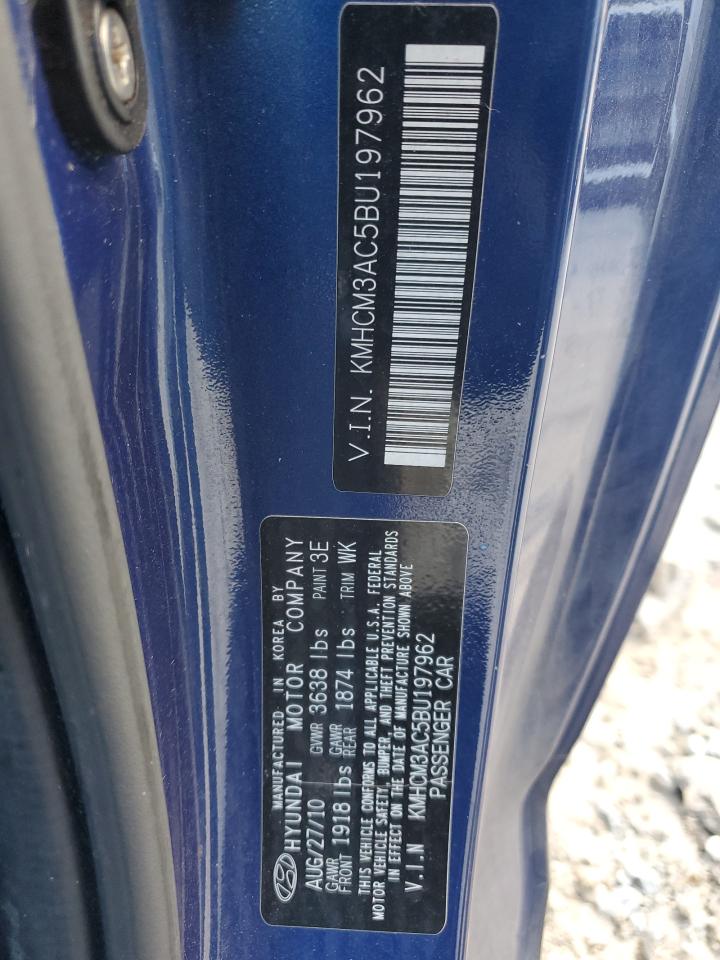 V.I.N. KMHCM3AC5BU197962
MANUFACTURED IN KOREA BY
HYUNDAI MOTOR COMPANY
AUG/27/10 GVWR 3638 lbs PAINT 3E
GAWR FRONT 1918 lbs GAWR REAR 1874 lbs TRIM WK
THIS VEHICLE CONFORMS TO ALL APPLICABLE U.S.A. FEDERAL
MOTOR VEHICLE SAFETY, BUMPER, AND THEFT PREVENTION STANDARDS
IN EFFECT ON THE DATE OF MANUFACTURE SHOWN ABOVE
V.I.N KMHCM3AC5BU197962
PASSENGER CAR